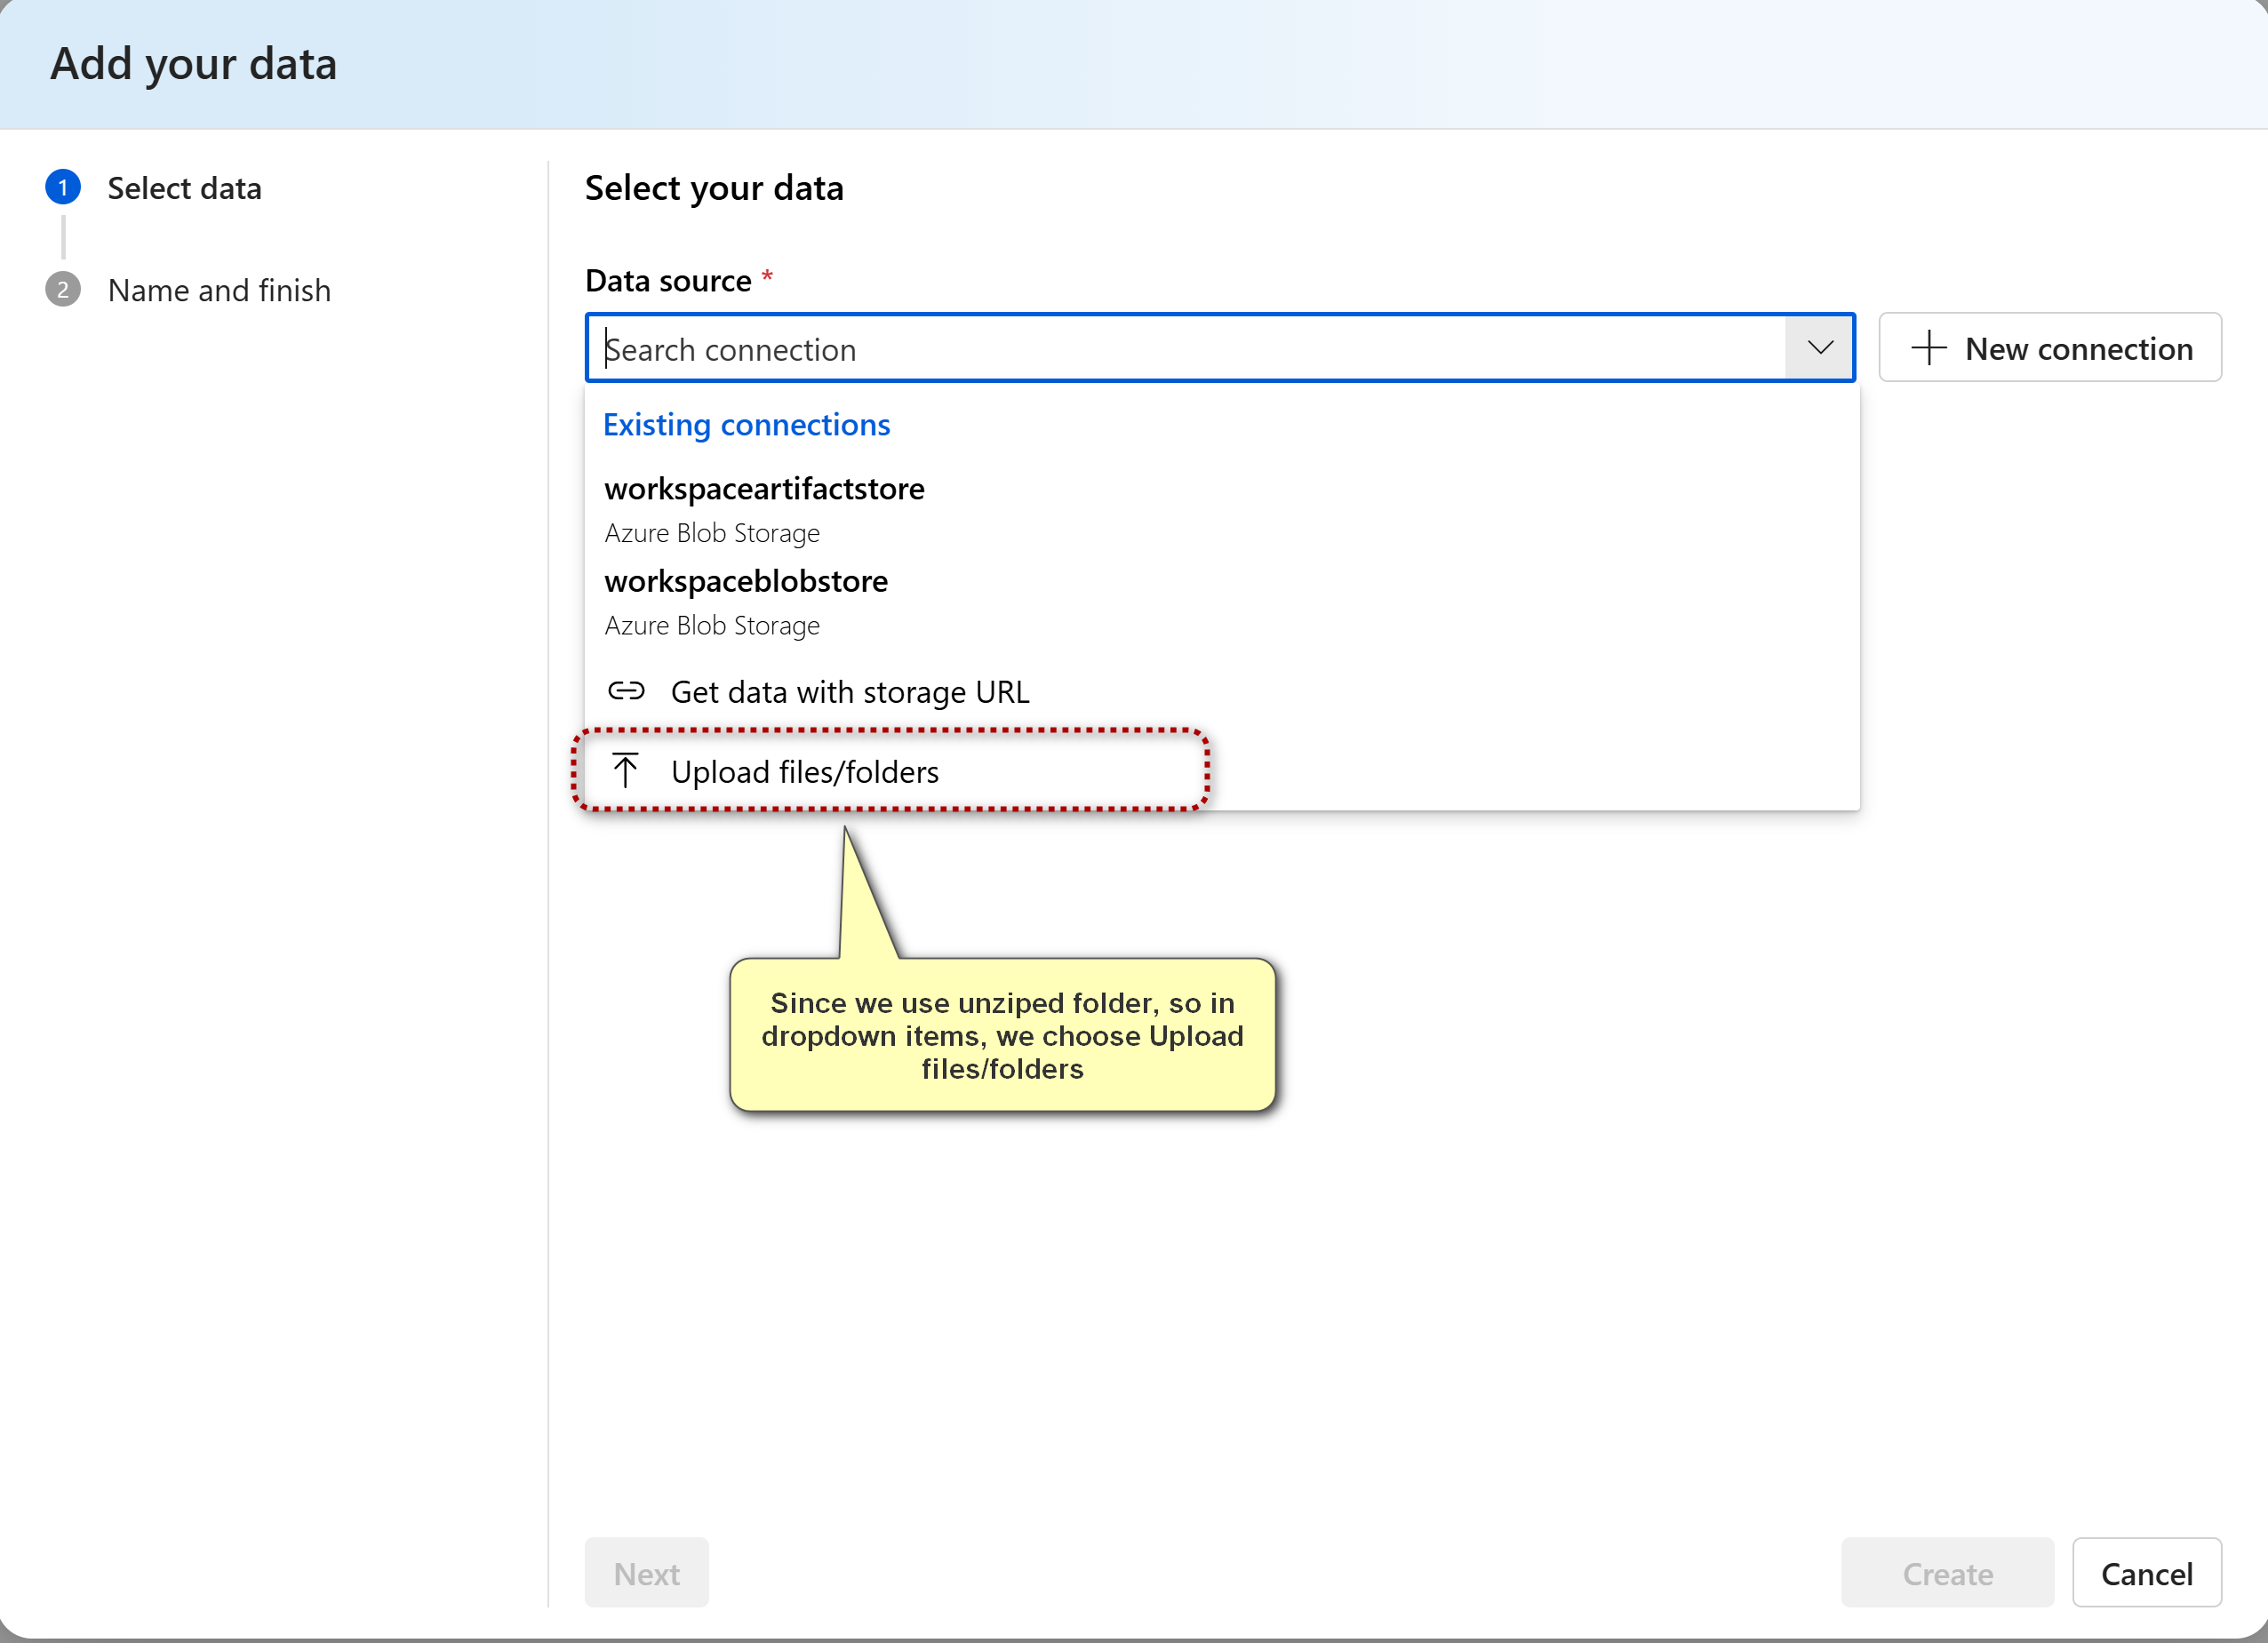 Add your data
1 Select data
2 Name and finish
Select your data
Data source *
Search connection
New connection
Existing connections
workspaceartifactstore
Azure Blob Storage
workspaceblobstore
Azure Blob Storage
Get data with storage URL
Upload files/folders
Since we use unziped folder, so in
dropdown items, we choose Upload
files/folders
Next
Create
Cancel